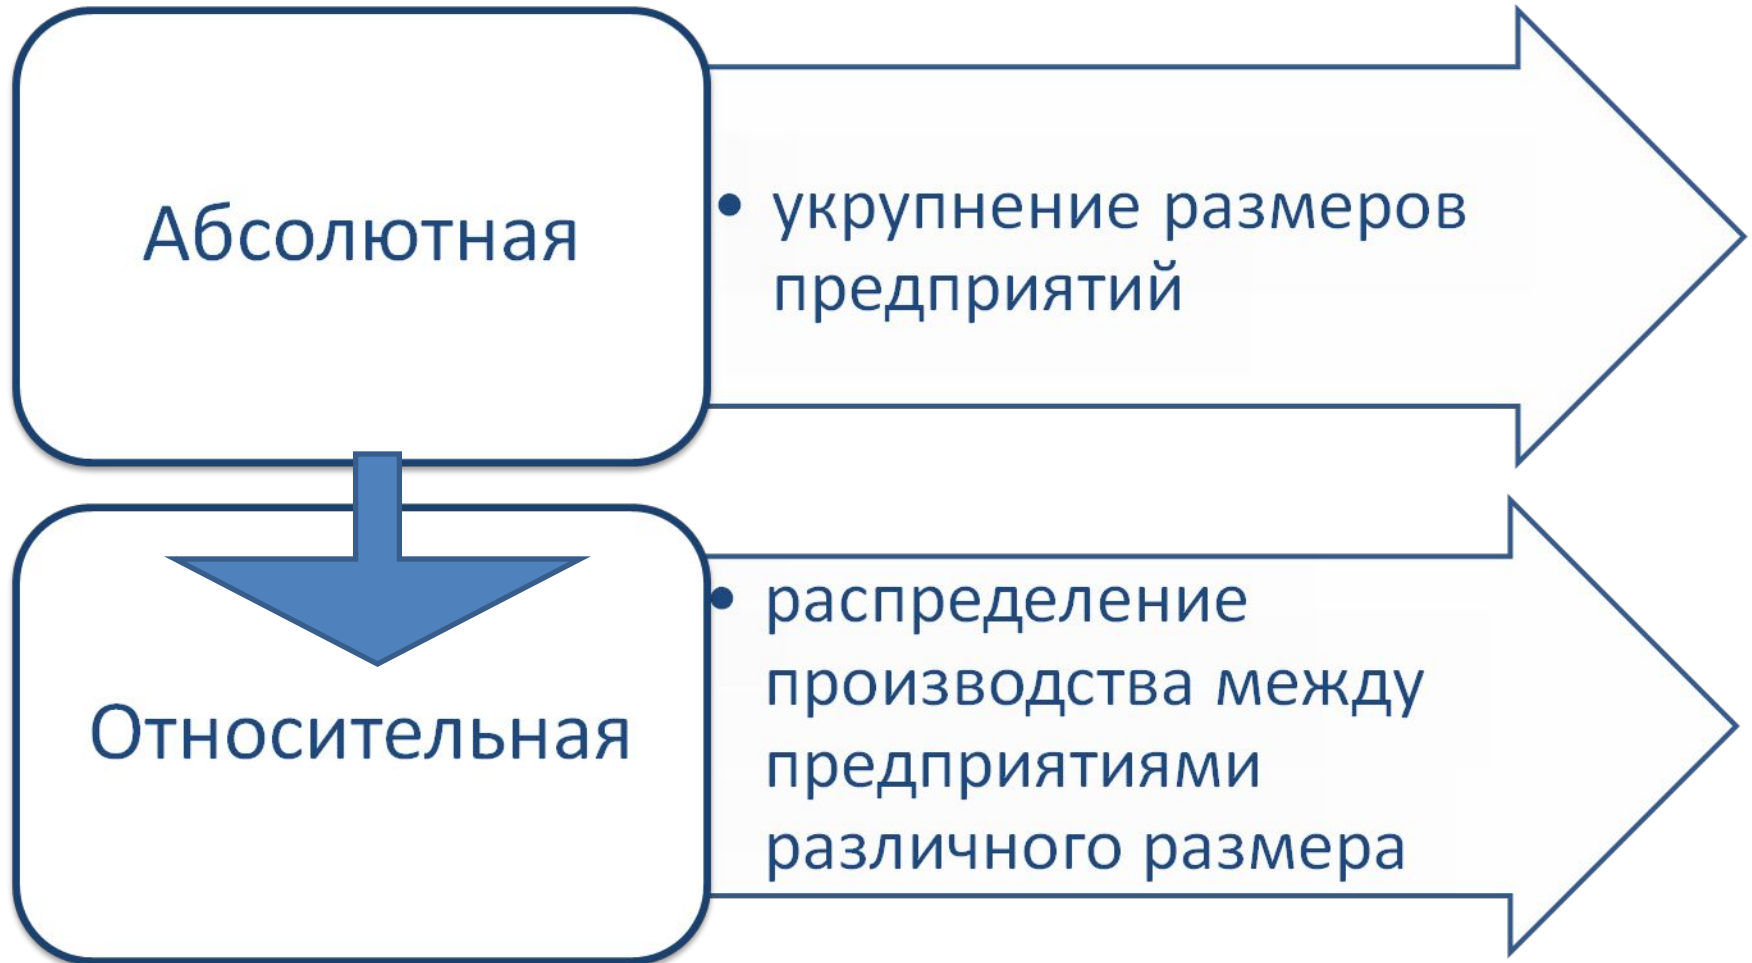 Абсолютная
• укрупнение размеров
предприятий
Относительная
• распределение
производства между
предприятиями
различного размера